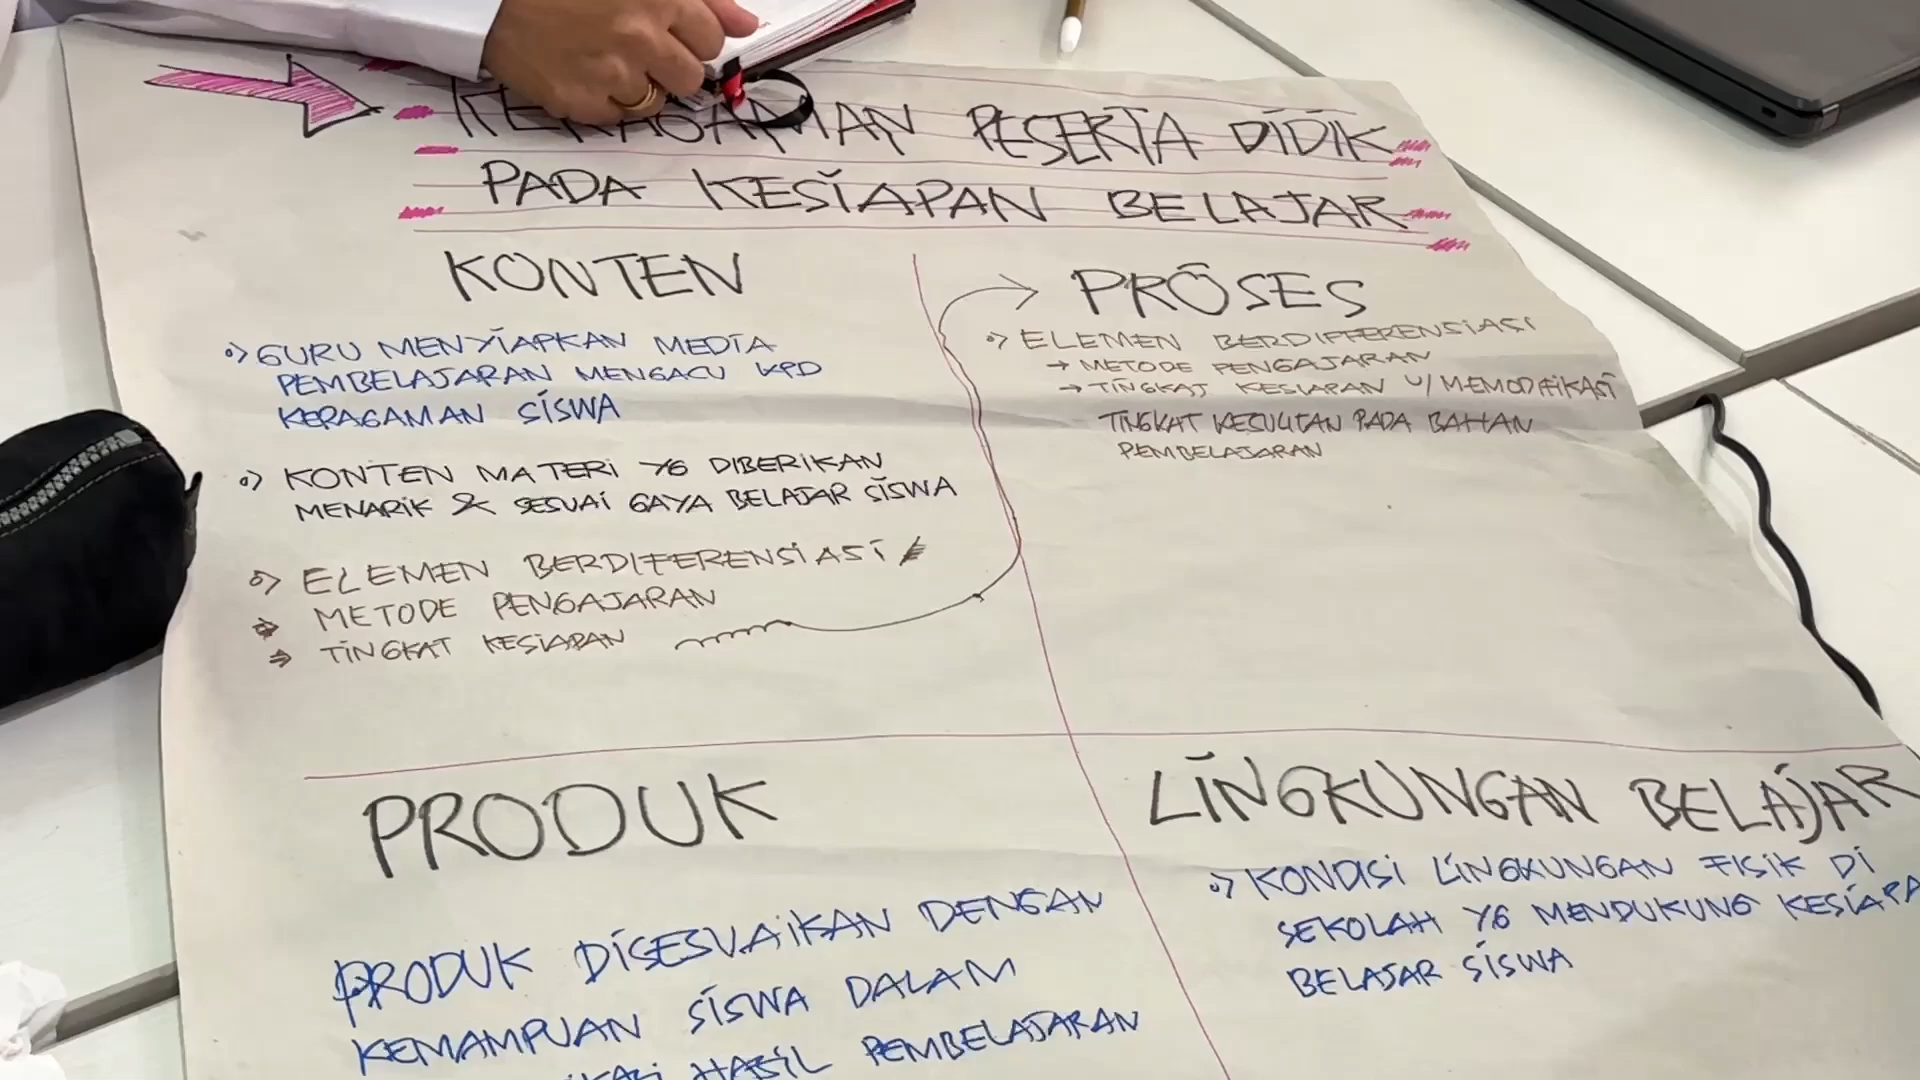 KERAGAMAN PESERTA DIDIK
PADA KESIAPAN BELAJAR
KONTEN
GURU MENYIAPKAN MEDIA
PEMBELAJARAN MENGACU KPD
KERAGAMAN SISWA
KONTEN MATERI YG DIBERIKAN
MENARIK & SESUAI GAYA BELAJAR SISWA
ELEMEN BERDIFERENSIASI
→ METODE PENGAJARAN
→ TINGKAT KESIAPAN
PROSES
ELEMEN BERDIFFERENSIASI
→ METODE PENGAJARAN
→ TINGKAT KESIAPAN U/ MEMODIFIKASI
TINGKAT KESULITAN PADA BAHAN
PEMBELAJARAN
PRODUK
PRODUK DISESUAIKAN DENGAN
KEMAMPUAN SISWA DALAM
HASIL PEMBELAJARAN
LINGKUNGAN BELAJAR
KONDISI LINGKUNGAN FISIK DI
SEKOLAH YG MENDUKUNG KESIAPA
BELAJAR SISWA